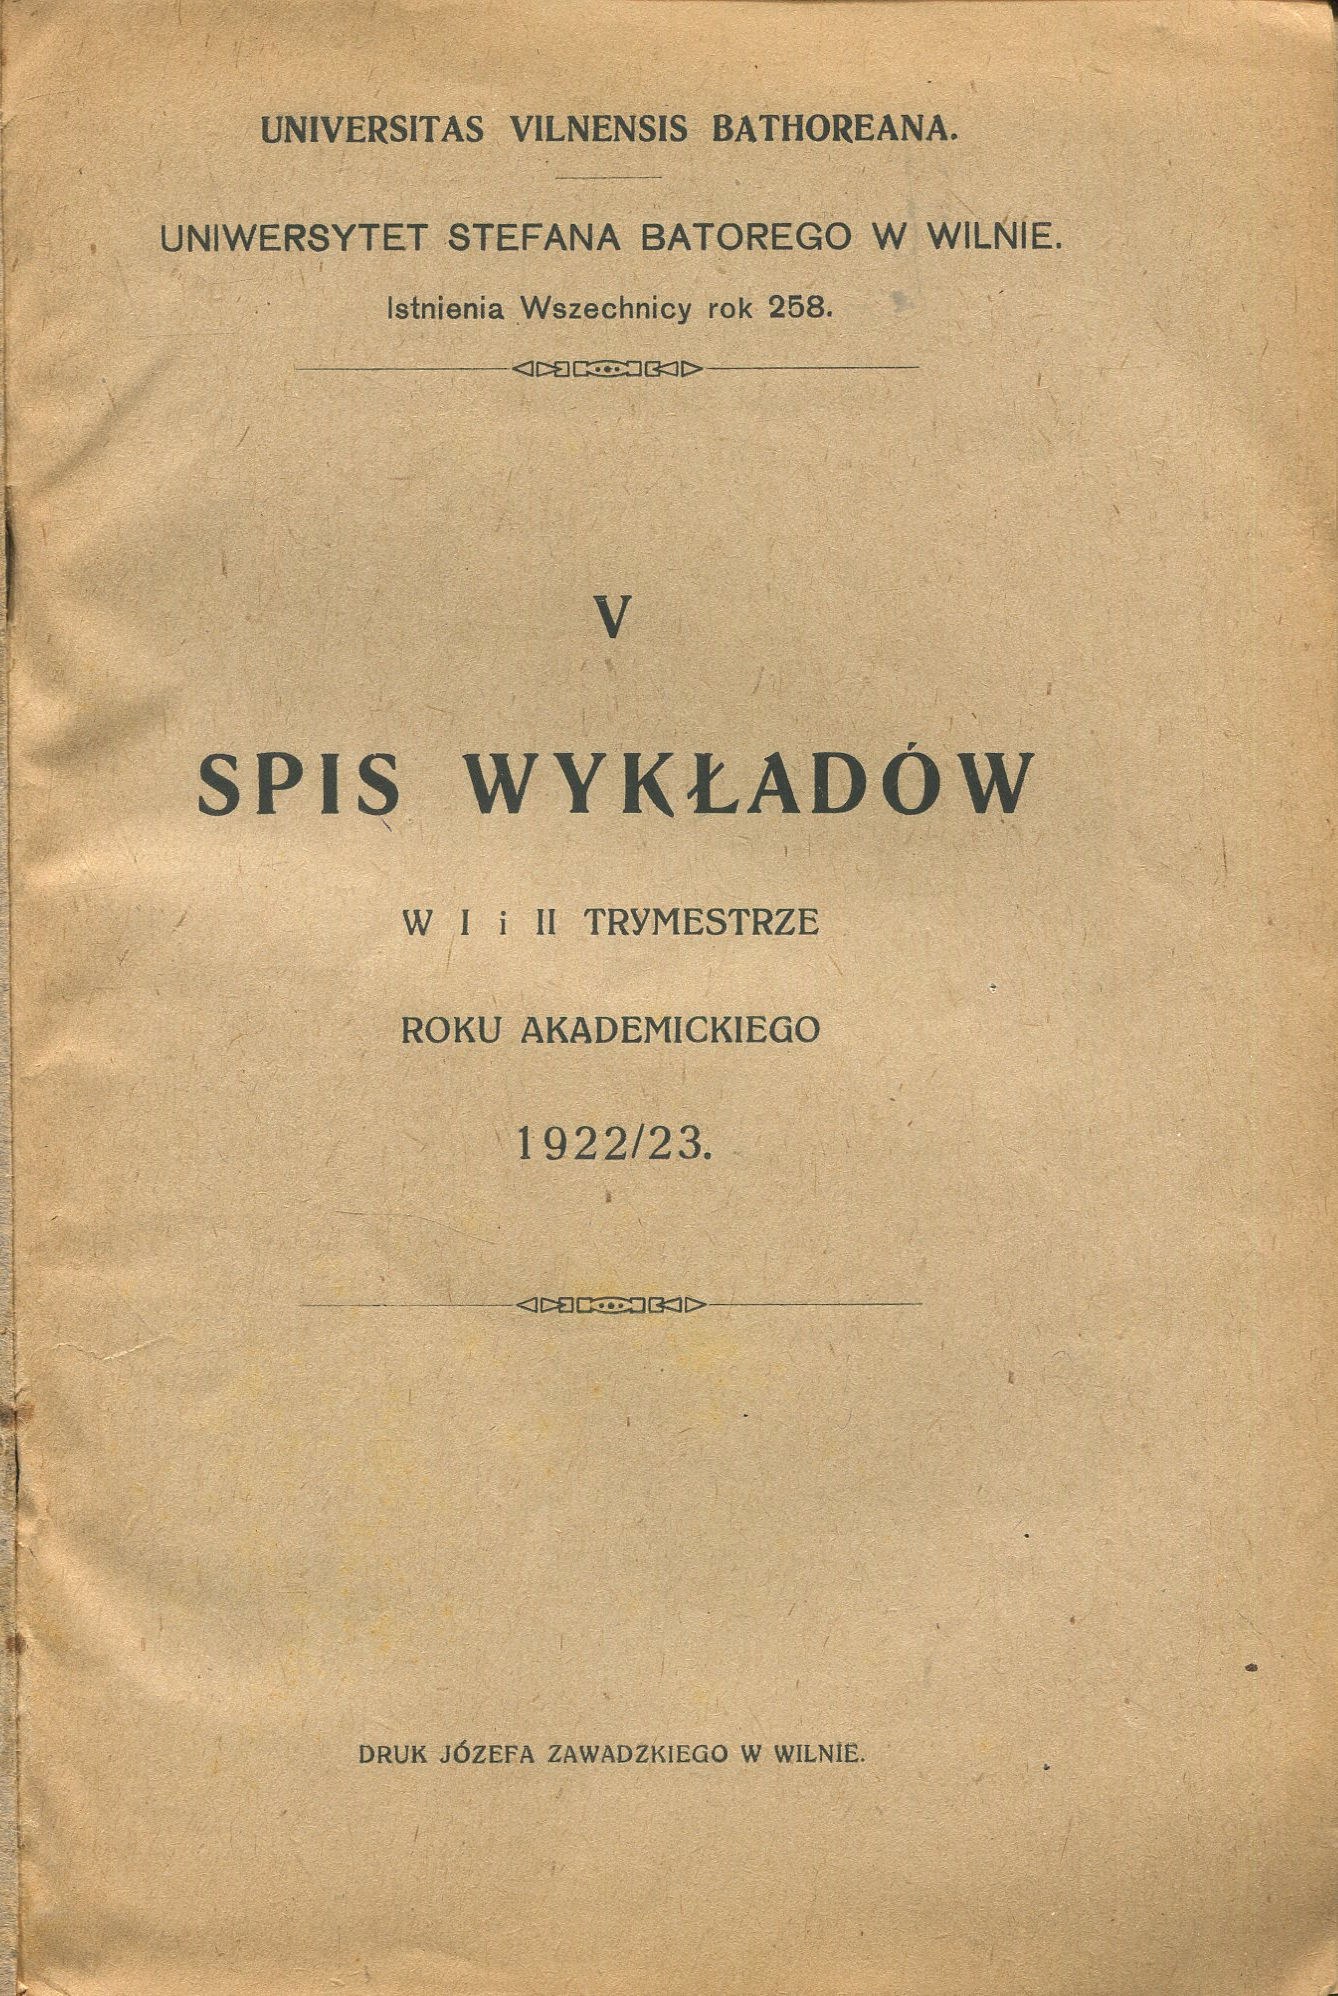 UNIVERSITAS VILNENSIS BATHOREANA.
UNIWERSYTET STEFANA BATOREGO W WILNIE.
Istnienia Wszechnicy rok 258.
V
SPIS WYKŁADÓW
W I i II TRYMESTRZE
ROKU AKADEMICKIEGO
1922/23.
DRUK JÓZEFA ZAWADZKIEGO W WILNIE.